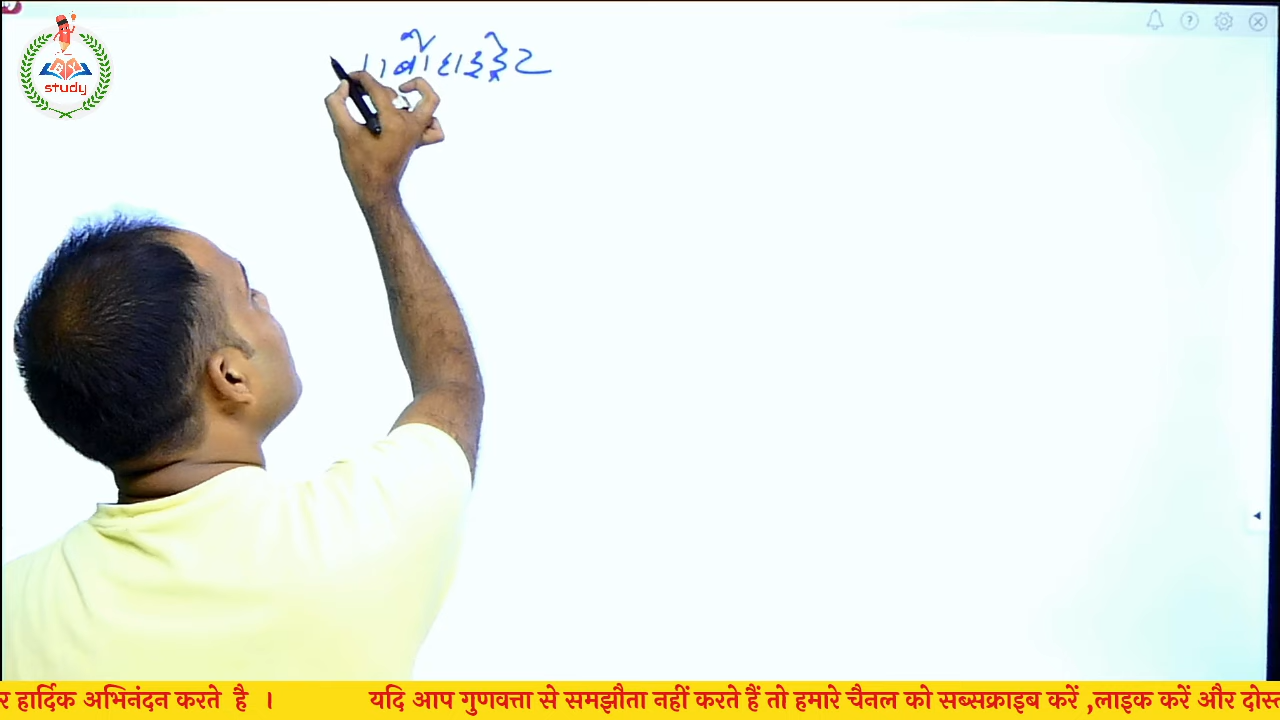 BY
study
र हार्दिक अभिनंदन करते है । यदि आप गुणवत्ता से समझौता नहीं करते हैं तो हमारे चैनल को सब्सक्राइब करें ,लाइक करें और दोस